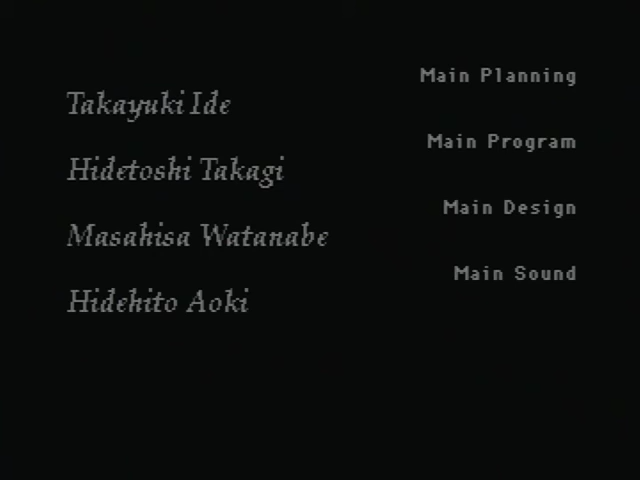 Main Planning
Takayuki Ide
Main Program
Hidetoshi Takagi
Main Design
Masahisa Watanabe
Main Sound
Hidehito Aoki